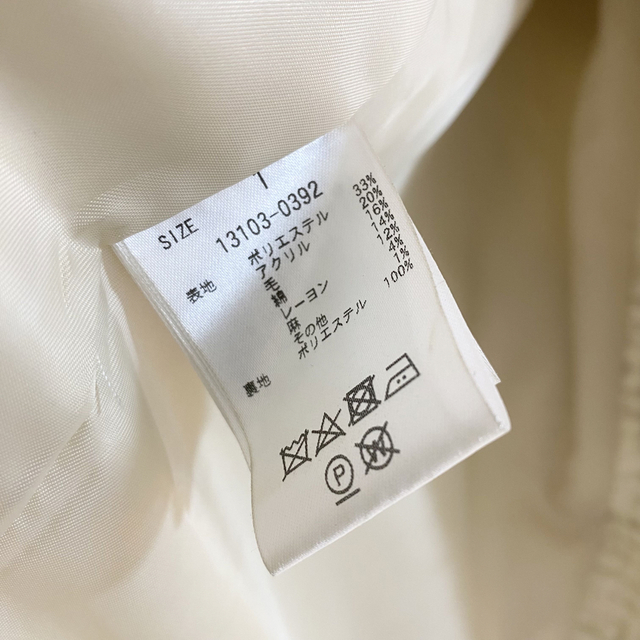 SIZE 1
13103-0392
表地 ポリエステル 33%
アクリル 20%
毛 16%
綿 14%
レーヨン 12%
麻 4%
その他 1%
裏地 ポリエステル 100%
P W